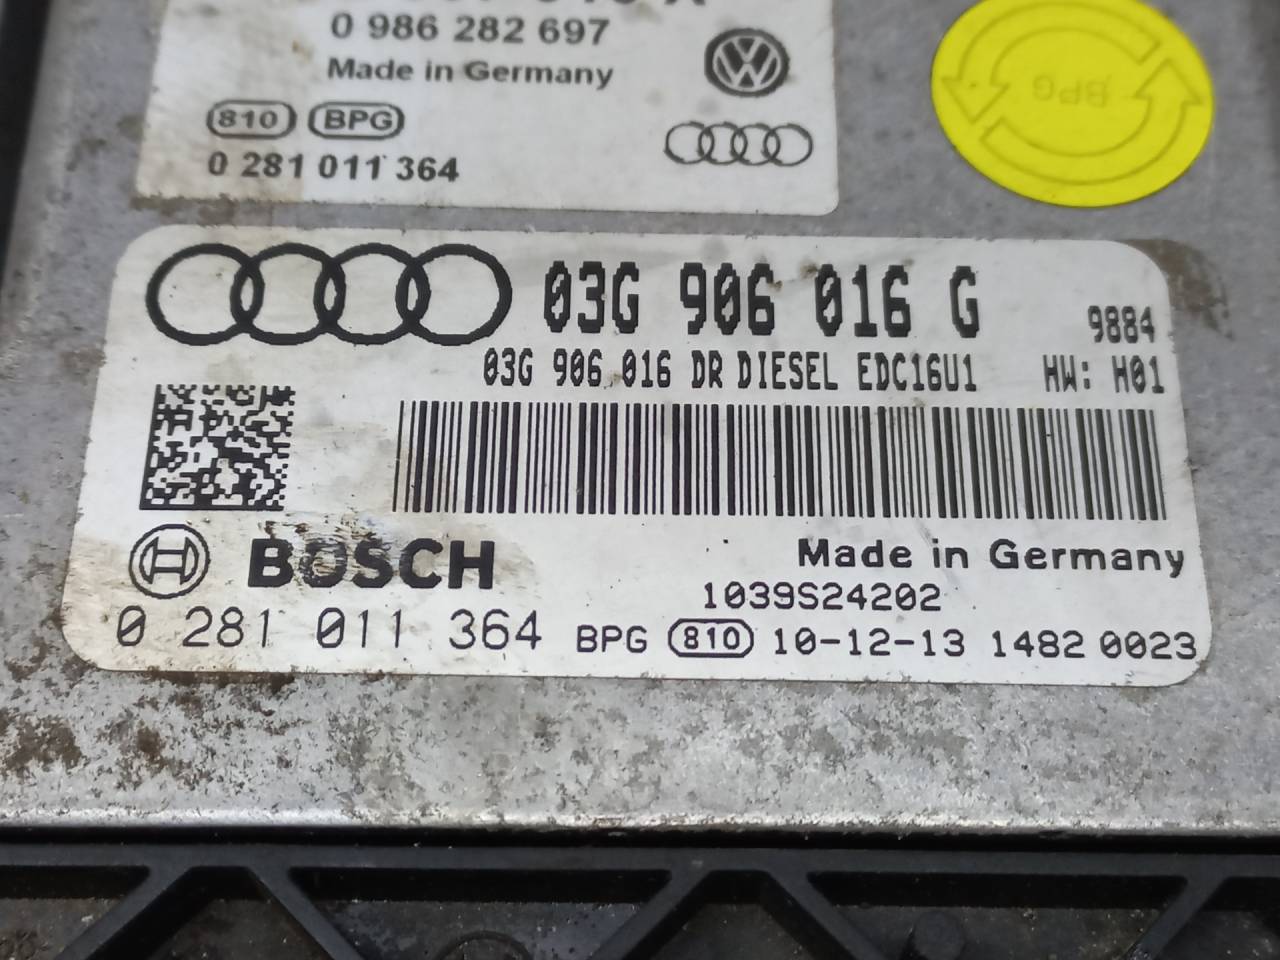 0 986 282 697
Made in Germany
810 BPG
0 281 011 364
BPG
03G 906 016 G
9884
03G 906 016 DR DIESEL EDC16U1 HW: H01
BOSCH
Made in Germany
1039S24202
0 281 011 364 BPG 810 10-12-13 1482 0023